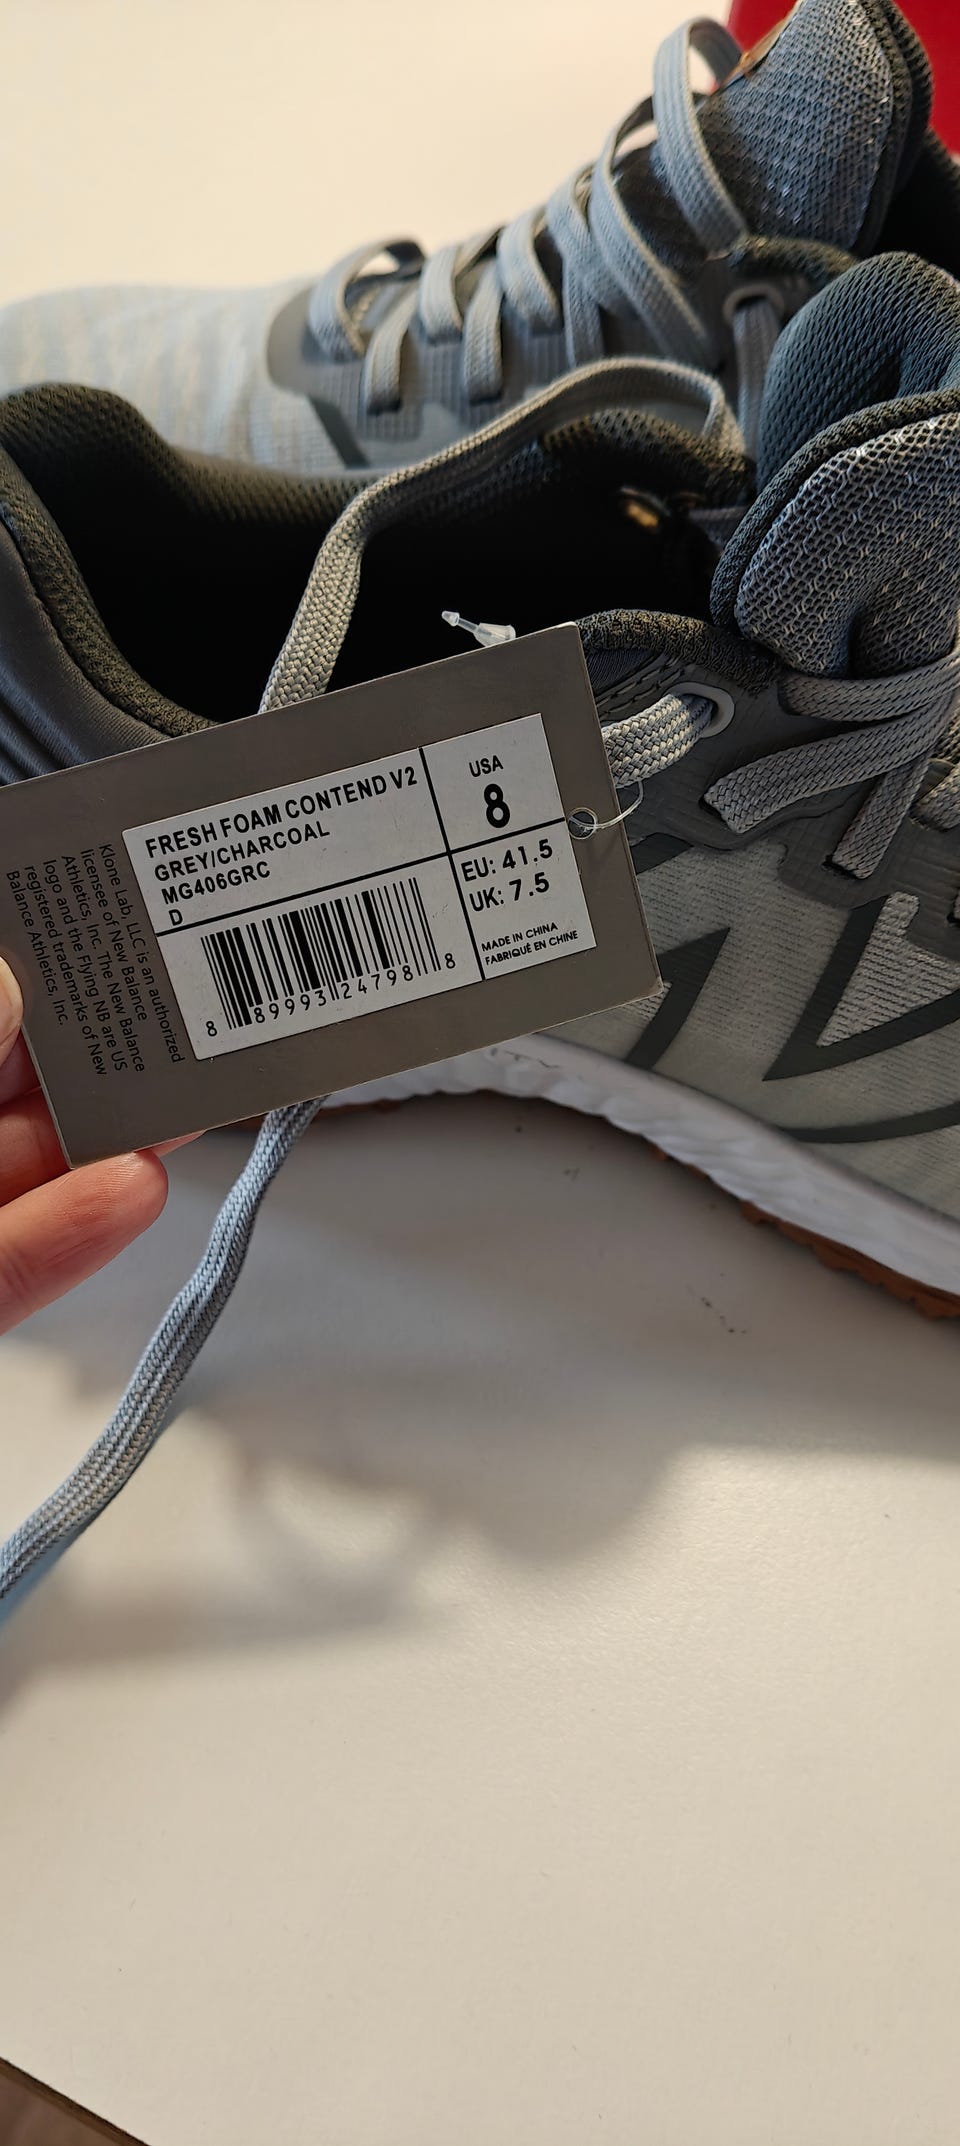 FRESH FOAM CONTEND V2
GREY/CHARCOAL
MG406GRC
D
USA
8
EU: 41.5
UK: 7.5
MADE IN CHINA
FABRIQUÉ EN CHINE
8 89993 24798 8
Klone Lab, LLC is an authorized
licensee of New Balance
Athletics, Inc. The New Balance
logo and the Flying NB are US
registered trademarks of New
Balance Athletics, Inc.